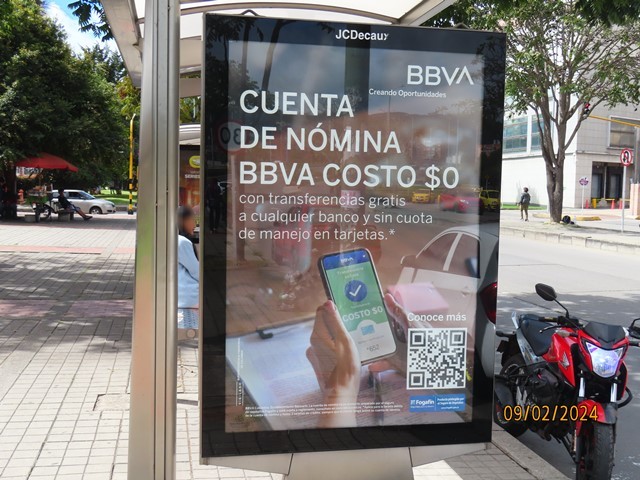 JCDecaux
BBVA
Creando Oportunidades
CUENTA
DE NÓMINA
BBVA COSTO $0
con transferencias gratis
a cualquier banco y sin cuota
de manejo en tarjetas.*
BBVA
COSTO $0
Conoce más
Fogafín
09/02/2024